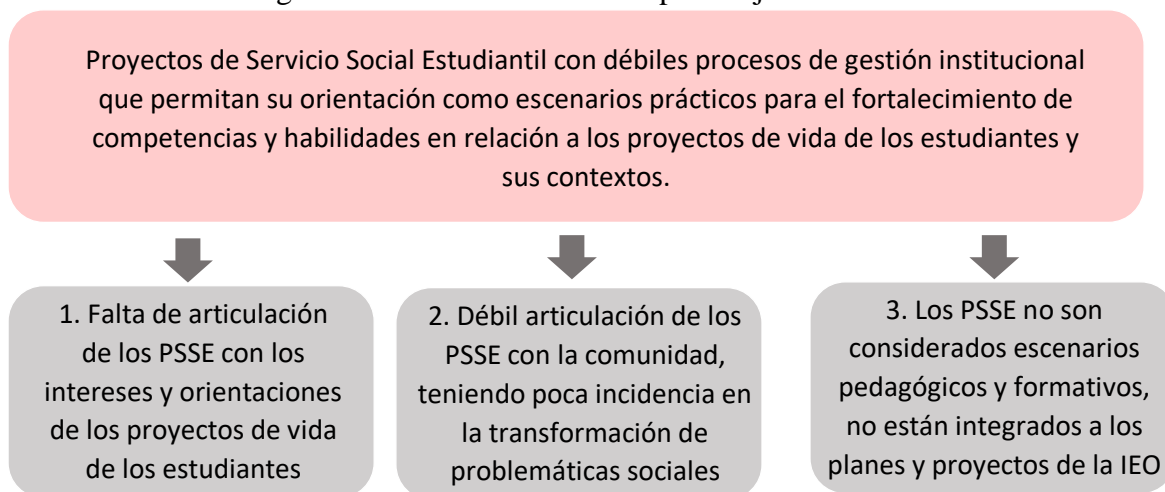 Proyectos de Servicio Social Estudiantil con débiles procesos de gestión institucional
que permitan su orientación como escenarios prácticos para el fortalecimiento de
competencias y habilidades en relación a los proyectos de vida de los estudiantes y
sus contextos.
1. Falta de articulación
de los PSSE con los
intereses y orientaciones
de los proyectos de vida
de los estudiantes
2. Débil articulación de los
PSSE con la comunidad,
teniendo poca incidencia en
la transformación de
problemáticas sociales
3. Los PSSE no son
considerados escenarios
pedagógicos y formativos,
no están integrados a los
planes y proyectos de la IEO